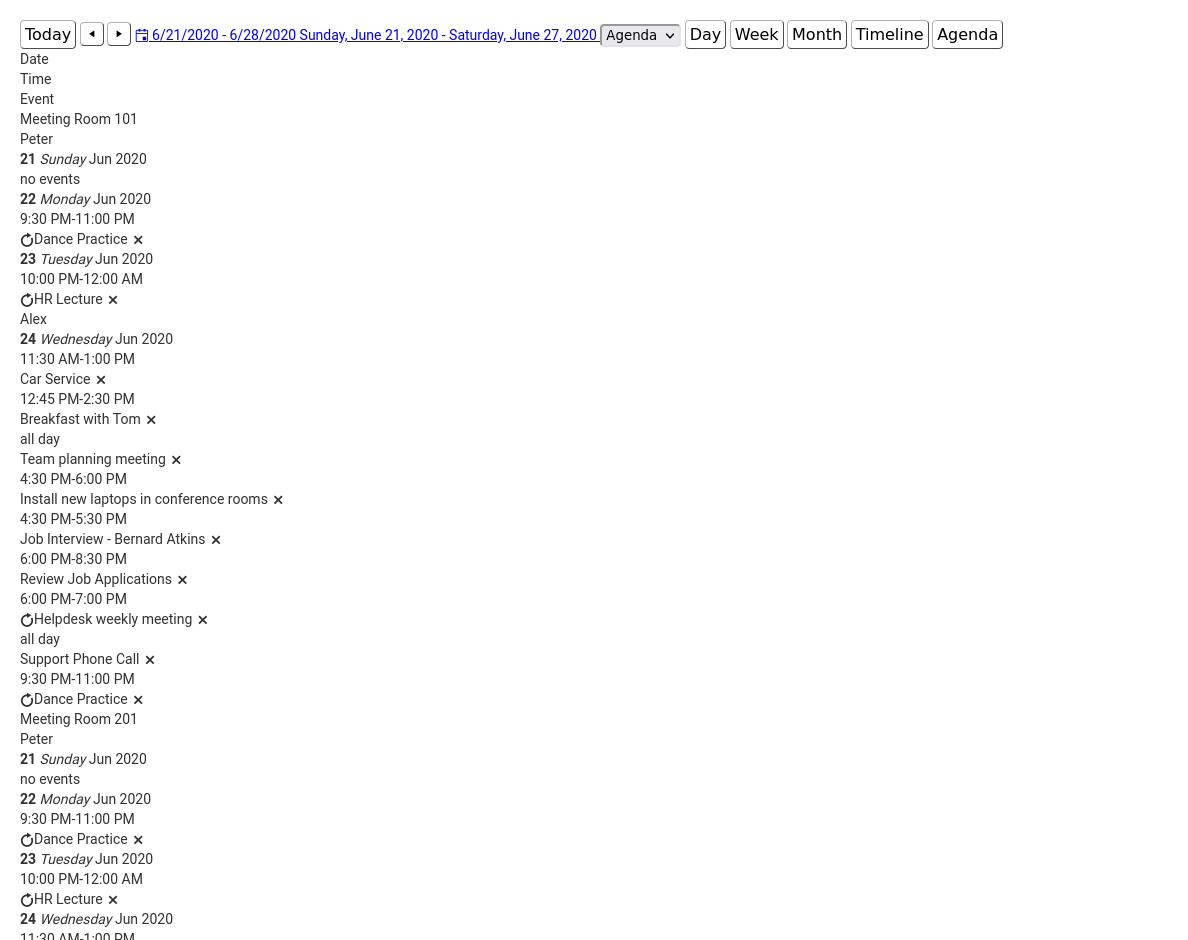 Today 6/21/2020 - 6/28/2020 Sunday, June 21, 2020 - Saturday, June 27, 2020 Agenda Day Week Month Timeline Agenda
Date
Time
Event
Meeting Room 101
Peter
21 Sunday Jun 2020
no events
22 Monday Jun 2020
9:30 PM-11:00 PM
Dance Practice
23 Tuesday Jun 2020
10:00 PM-12:00 AM
HR Lecture
Alex
24 Wednesday Jun 2020
11:30 AM-1:00 PM
Car Service
12:45 PM-2:30 PM
Breakfast with Tom
all day
Team planning meeting
4:30 PM-6:00 PM
Install new laptops in conference rooms
4:30 PM-5:30 PM
Job Interview - Bernard Atkins
6:00 PM-8:30 PM
Review Job Applications
6:00 PM-7:00 PM
Helpdesk weekly meeting
all day
Support Phone Call
9:30 PM-11:00 PM
Dance Practice
Meeting Room 201
Peter
21 Sunday Jun 2020
no events
22 Monday Jun 2020
9:30 PM-11:00 PM
Dance Practice
23 Tuesday Jun 2020
10:00 PM-12:00 AM
HR Lecture
24 Wednesday Jun 2020
11:30 AM-1:00 PM